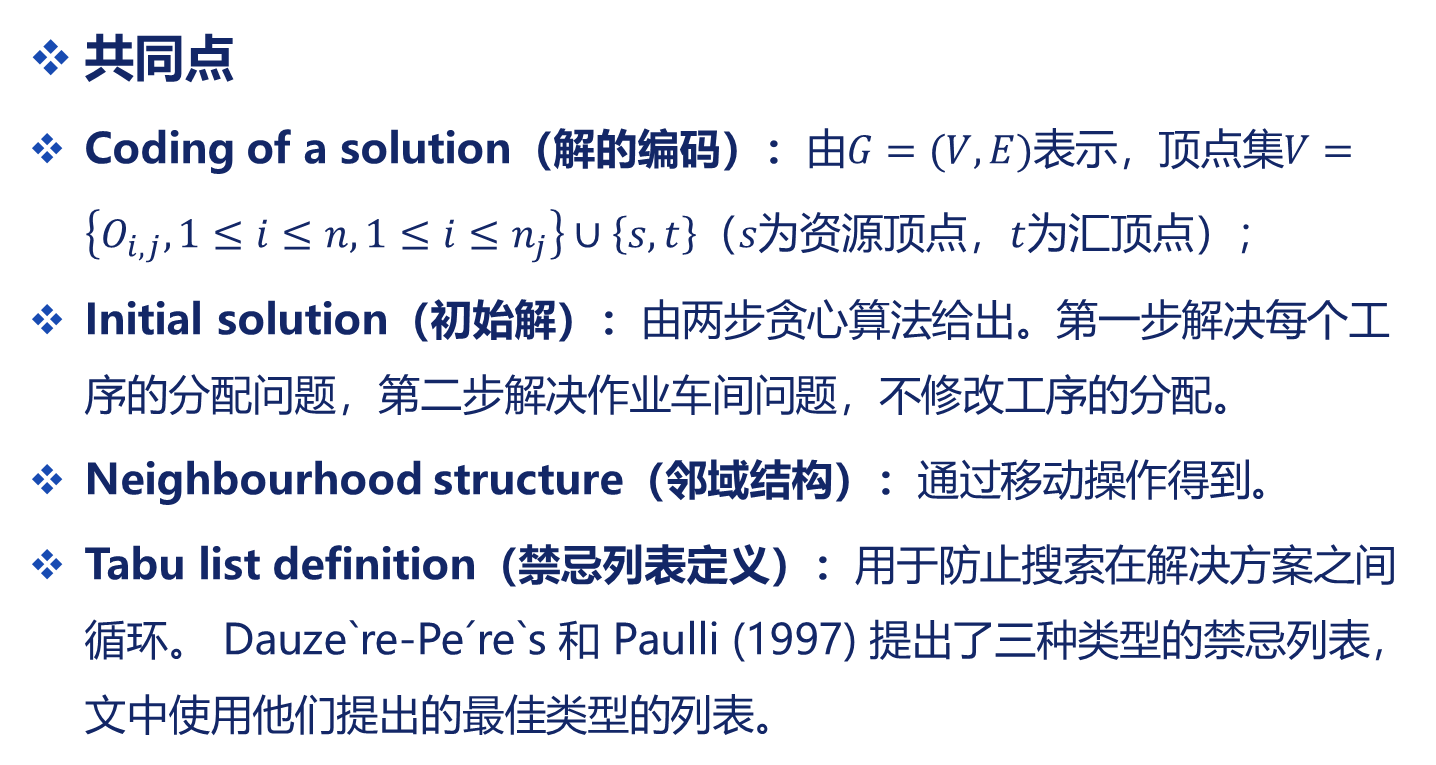 ❖ 共同点
❖ Coding of a solution（解的编码）：由𝐺 = (𝑉, 𝐸)表示，顶点集𝑉 =
{𝑂𝑖,𝑗, 1 ≤ 𝑖 ≤ 𝑛, 1 ≤ 𝑖 ≤ 𝑛𝑗} ∪ {𝑠, 𝑡}（𝑠为资源顶点，𝑡为汇顶点）;
❖ Initial solution（初始解）：由两步贪心算法给出。第一步解决每个工
序的分配问题，第二步解决作业车间问题，不修改工序的分配。
❖ Neighbourhood structure（邻域结构）：通过移动操作得到。
❖ Tabu list definition（禁忌列表定义）：用于防止搜索在解决方案之间
循环。 Dauze`re-Pe´re`s 和 Paulli (1997) 提出了三种类型的禁忌列表，
文中使用他们提出的最佳类型的列表。